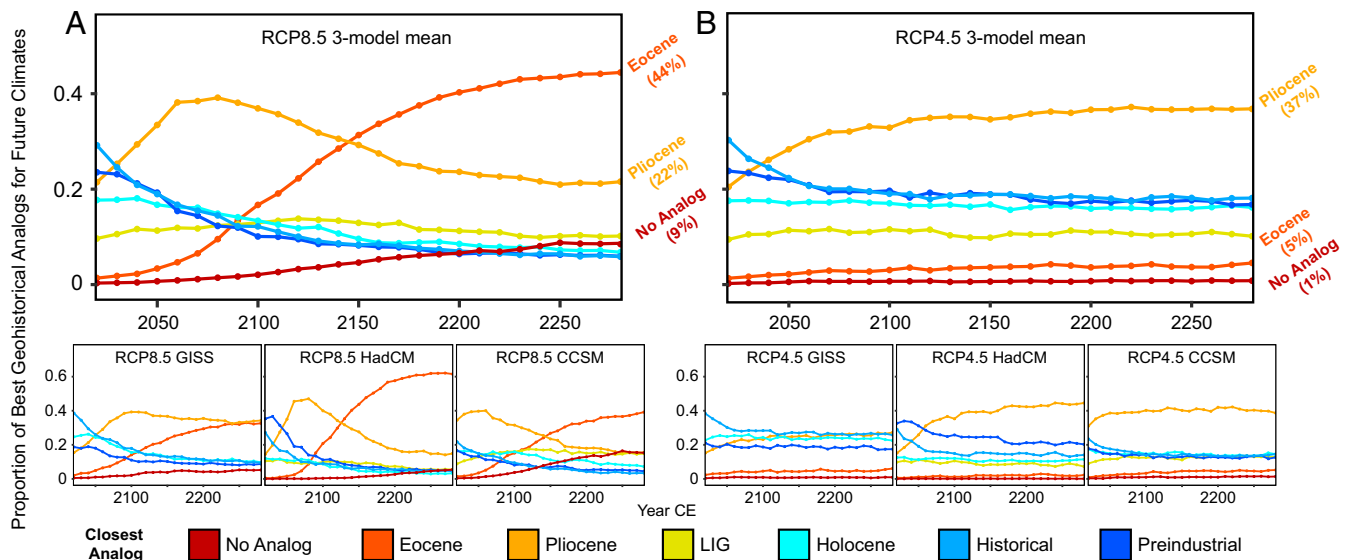 Proportion of Best Geohistorical Analogs for Future Climates
A
RCP8.5 3-model mean
0.4
0.2
0
2050
2100
2150
2200
2250
Eocene
(44%)
Pliocene
(22%)
No Analog
(9%)
B
RCP4.5 3-model mean
2050
2100
2150
2200
2250
Pliocene
(37%)
Eocene
(5%)
No Analog
(1%)
RCP8.5 GISS
RCP8.5 HadCM
RCP8.5 CCSM
0.6
0.4
0.2
0
2100
2200
2100
2200
2100
2200
RCP4.5 GISS
RCP4.5 HadCM
RCP4.5 CCSM
0.6
0.4
0.2
0
2100
2200
2100
2200
2100
2200
Year CE
Closest
Analog
No Analog
Eocene
Pliocene
LIG
Holocene
Historical
Preindustrial